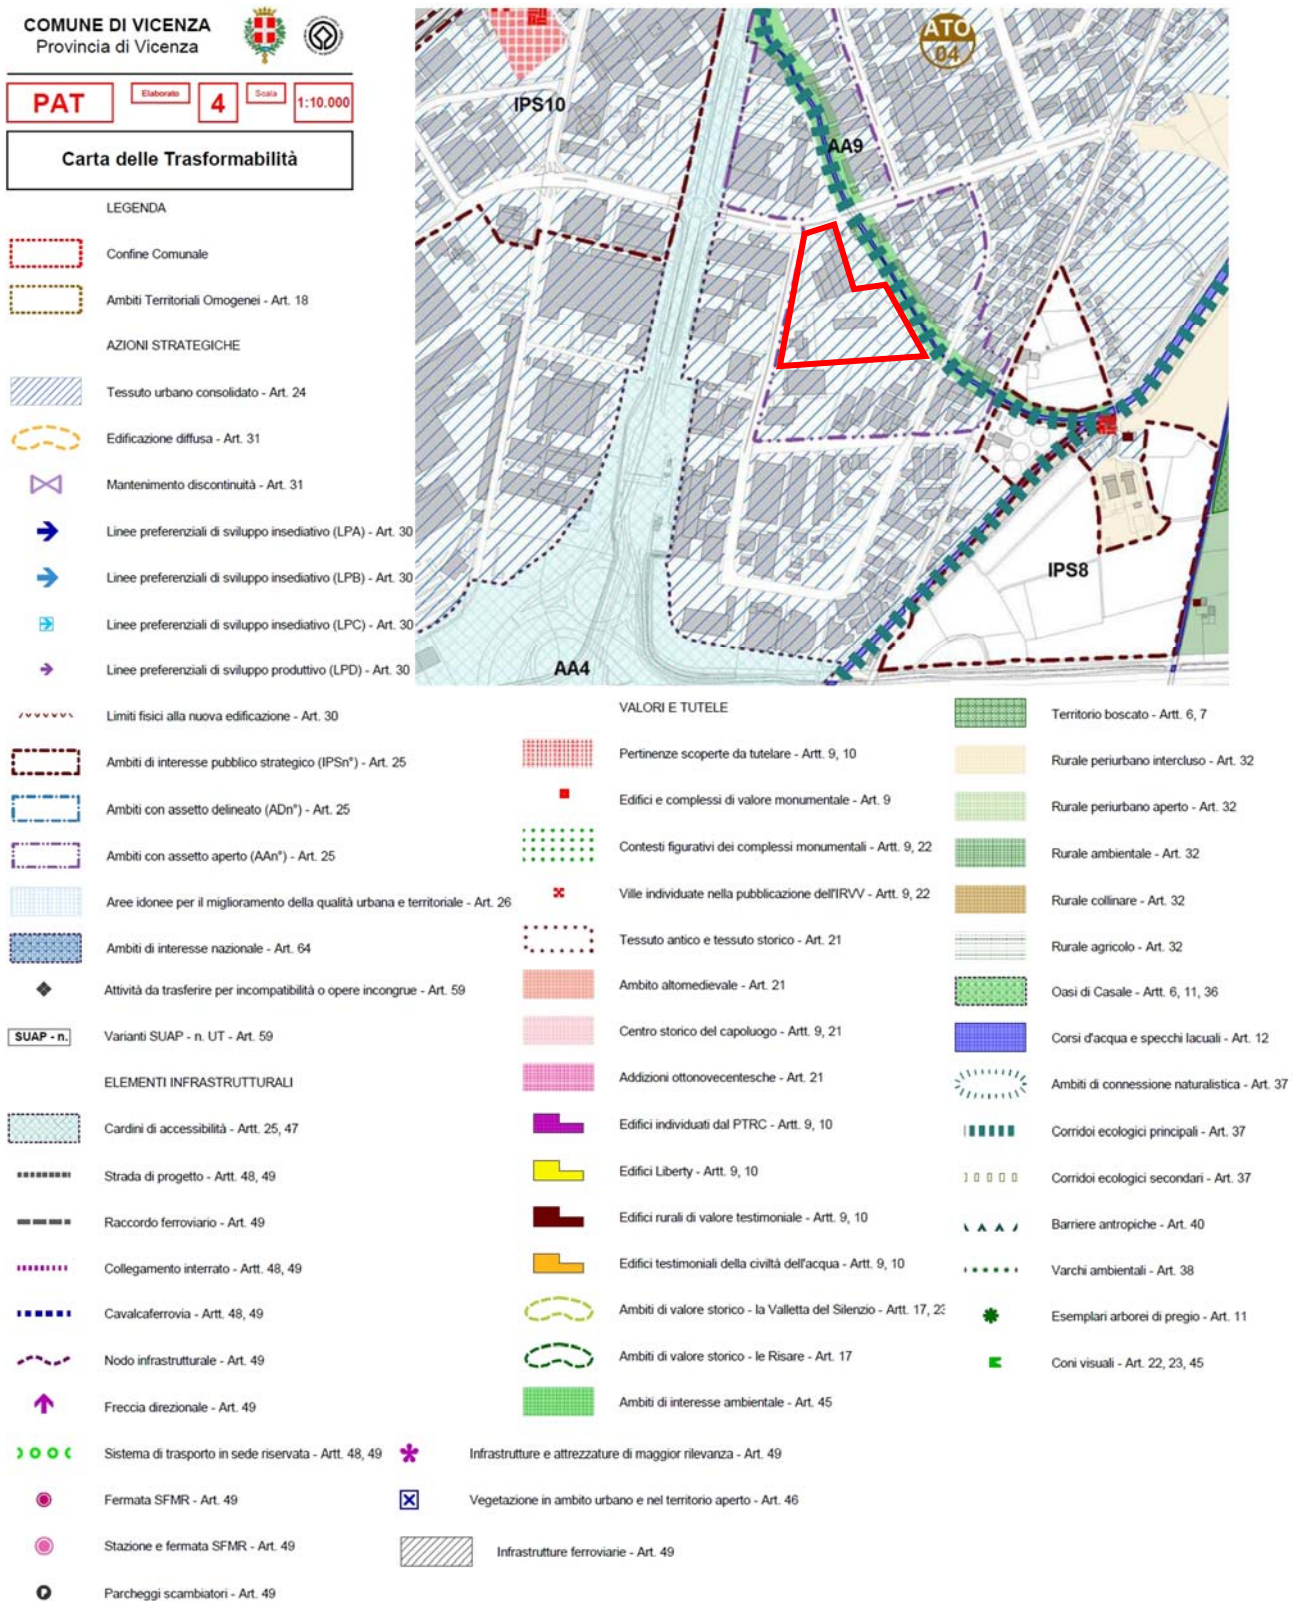 COMUNE DI VICENZA
Provincia di Vicenza
PAT
Elaborato
4
Scala
1:10.000
Carta delle Trasformabilità
LEGENDA
Confine Comunale
Ambiti Territoriali Omogenei - Art. 18
AZIONI STRATEGICHE
Tessuto urbano consolidato - Art. 24
Edificazione diffusa - Art. 31
Mantenimento discontinuità - Art. 31
Linee preferenziali di sviluppo insediativo (LPA) - Art. 30
Linee preferenziali di sviluppo insediativo (LPB) - Art. 30
Linee preferenziali di sviluppo insediativo (LPC) - Art. 30
Linee preferenziali di sviluppo produttivo (LPD) - Art. 30
Limiti fisici alla nuova edificazione - Art. 30
Ambiti di interesse pubblico strategico (IPSn°) - Art. 25
Ambiti con assetto delineato (ADn°) - Art. 25
Ambiti con assetto aperto (AAn°) - Art. 25
Aree idonee per il miglioramento della qualità urbana e territoriale - Art. 26
Ambiti di interesse nazionale - Art. 64
Attività da trasferire per incompatibilità o opere incongrue - Art. 59
SUAP - n.
Varianti SUAP - n. UT - Art. 59
ELEMENTI INFRASTRUTTURALI
Cardini di accessibilità - Artt. 25, 47
Strada di progetto - Artt. 48, 49
Raccordo ferroviario - Art. 49
Collegamento interrato - Artt. 48, 49
Cavalcaferrovia - Artt. 48, 49
Nodo infrastrutturale - Art. 49
Freccia direzionale - Art. 49
Sistema di trasporto in sede riservata - Artt. 48, 49
Fermata SFMR - Art. 49
Stazione e fermata SFMR - Art. 49
P
Parcheggi scambiatori - Art. 49
ATO
04
IPS10
AA9
IPS8
AA4
VALORI E TUTELE
Pertinenze scoperte da tutelare - Artt. 9, 10
Edifici e complessi di valore monumentale - Art. 9
Contesti figurativi dei complessi monumentali - Artt. 9, 22
Ville individuate nella pubblicazione dell'IRVV - Artt. 9, 22
Tessuto antico e tessuto storico - Art. 21
Ambito altomedievale - Art. 21
Centro storico del capoluogo - Artt. 9, 21
Addizioni ottonovecentesche - Art. 21
Edifici individuati dal PTRC - Artt. 9, 10
Edifici Liberty - Artt. 9, 10
Edifici rurali di valore testimoniale - Artt. 9, 10
Edifici testimoniali della civiltà dell'acqua - Artt. 9, 10
Ambiti di valore storico - la Valletta del Silenzio - Artt. 17, 23
Ambiti di valore storico - le Risare - Art. 17
Ambiti di interesse ambientale - Art. 45
Infrastrutture e attrezzature di maggior rilevanza - Art. 49
Vegetazione in ambito urbano e nel territorio aperto - Art. 46
Infrastrutture ferroviarie - Art. 49
Territorio boscato - Artt. 6, 7
Rurale periurbano intercluso - Art. 32
Rurale periurbano aperto - Art. 32
Rurale ambientale - Art. 32
Rurale collinare - Art. 32
Rurale agricolo - Art. 32
Oasi di Casale - Artt. 6, 11, 36
Corsi d'acqua e specchi lacuali - Art. 12
Ambiti di connessione naturalistica - Art. 37
Corridoi ecologici principali - Art. 37
Corridoi ecologici secondari - Art. 37
Barriere antropiche - Art. 40
Varchi ambientali - Art. 38
Esemplari arborei di pregio - Art. 11
Coni visuali - Art. 22, 23, 45